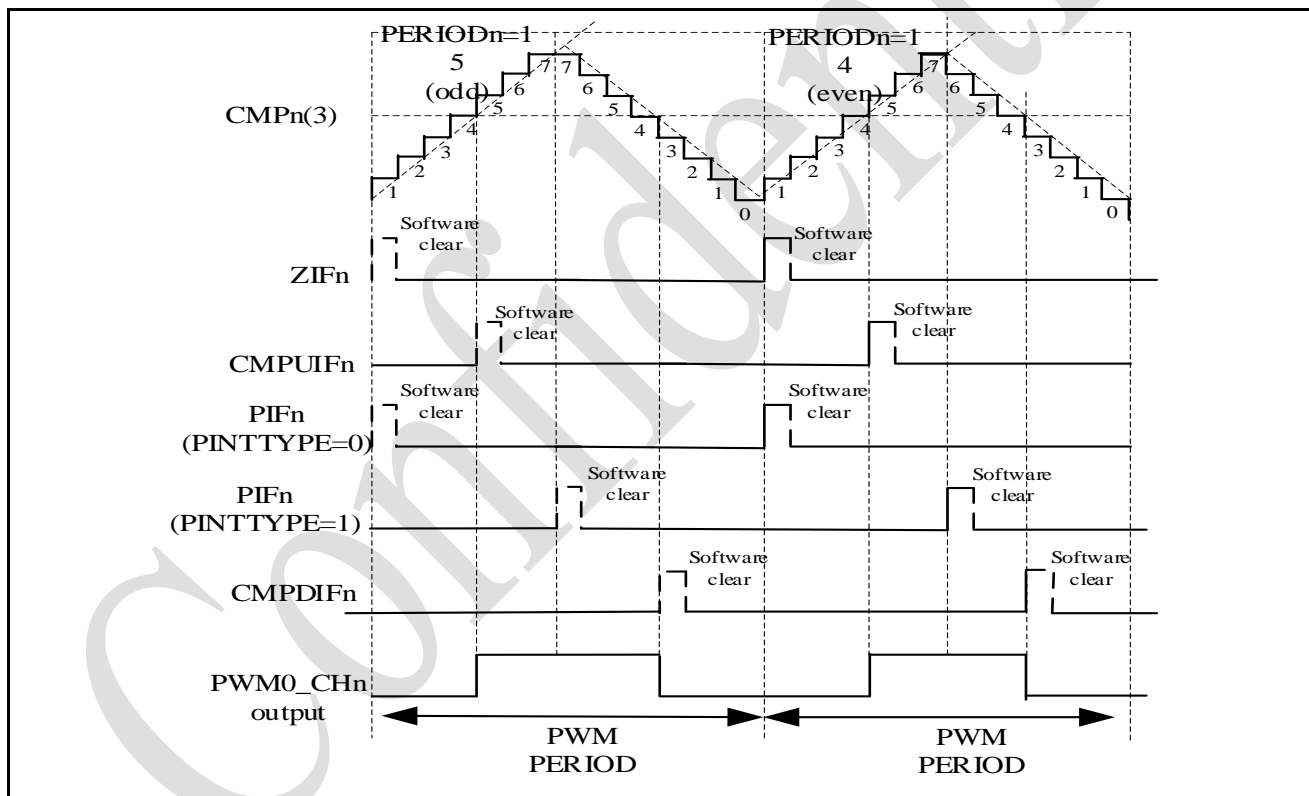 PERIODn=1
5
(odd)
PERIODn=1
4
(even)
CMPn(3)
1 2 3 4 5 6 7 7 6 5 4 3 2 1 0
1 2 3 4 5 6 7 6 5 4 3 2 1 0
Software
clear
Software
clear
ZIFn
Software
clear
Software
clear
CMPUIFn
Software
clear
Software
clear
PIFn
(PINTTYPE=0)
Software
clear
Software
clear
PIFn
(PINTTYPE=1)
Software
clear
Software
clear
CMPDIFn
PWM0_CHn
output
PWM
PERIOD
PWM
PERIOD
Confidenti